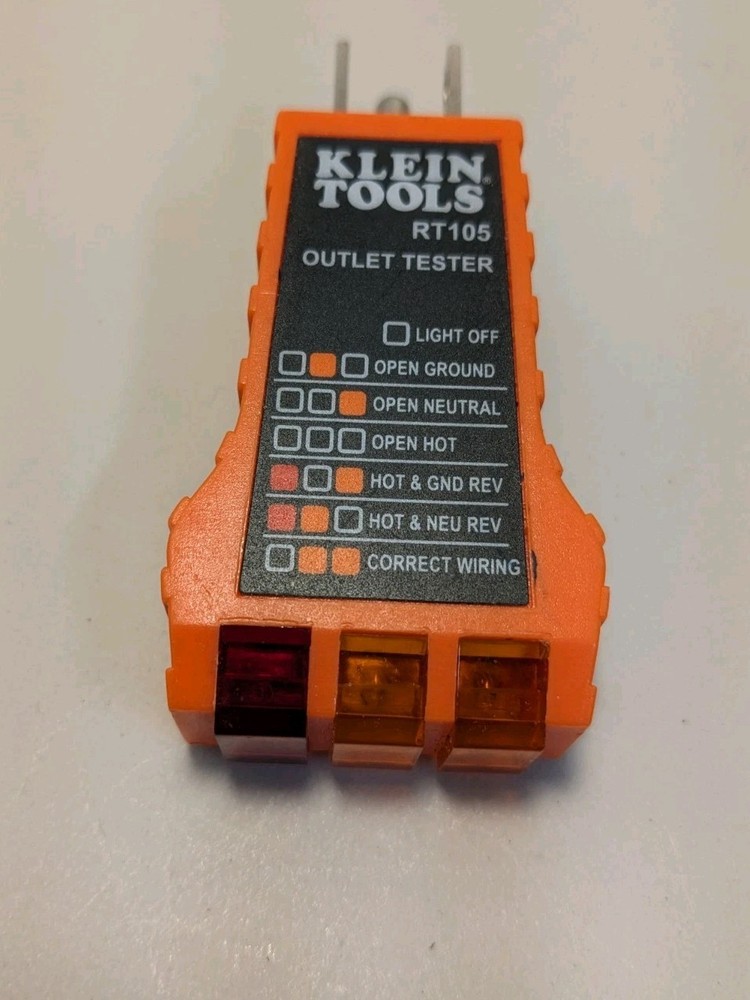 KLEIN
TOOLS®
RT105
OUTLET TESTER
LIGHT OFF
OPEN GROUND
OPEN NEUTRAL
OPEN HOT
HOT & GND REV
HOT & NEU REV
CORRECT WIRING